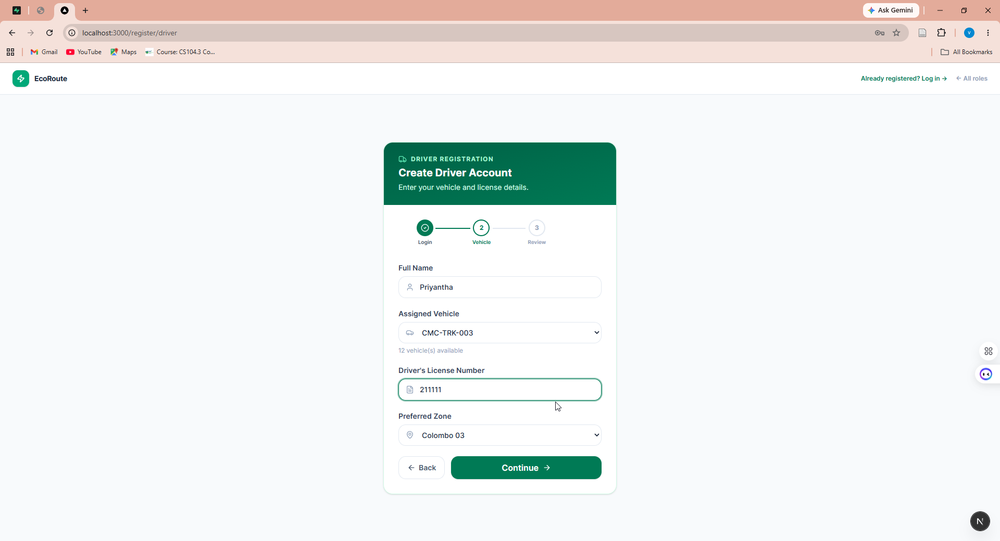 Ask Gemini
localhost:3000/register/driver
V
Gmail
YouTube
Maps
Course: CS104.3 Co...
All Bookmarks
EcoRoute
Already registered? Log in →
← All roles
DRIVER REGISTRATION
Create Driver Account
Enter your vehicle and license details.
2
3
Login
Vehicle
Review
Full Name
Priyantha
Assigned Vehicle
CMC-TRK-003
12 vehicle(s) available
Driver's License Number
211111
Preferred Zone
Colombo 03
← Back
Continue →
N